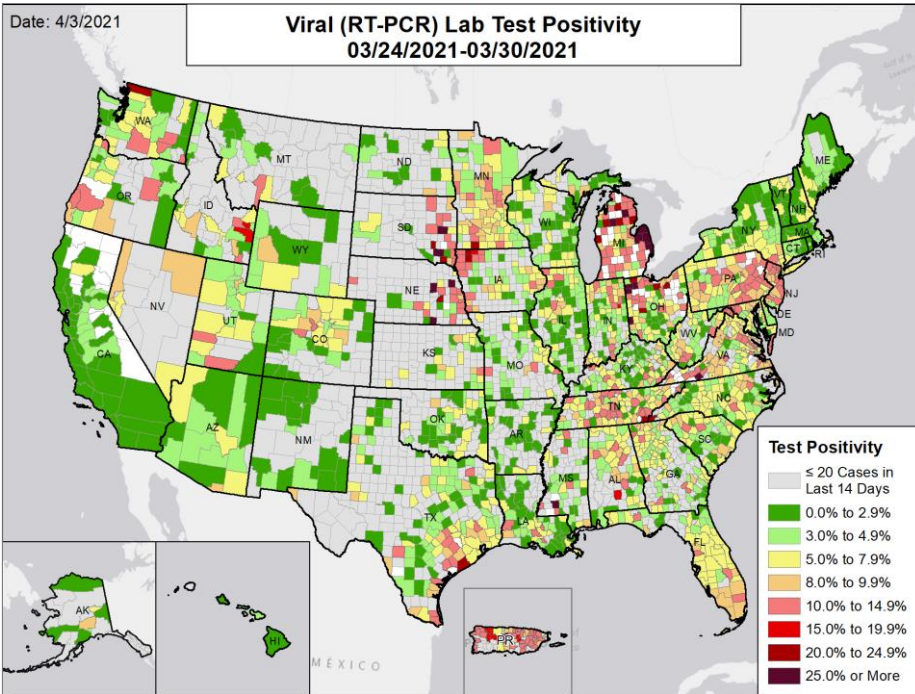 Date: 4/3/2021
Viral (RT-PCR) Lab Test Positivity
03/24/2021-03/30/2021
WA
MT
ND
MN
ME
OR
ID
SD
WI
MI
VT
NH
NY
MA
CT
RI
WY
IA
NE
PA
NJ
NV
UT
CO
IL
IN
OH
DE
MD
WV
VA
CA
KS
MO
KY
NC
TN
AZ
NM
OK
AR
SC
MS
AL
GA
TX
LA
FL
AK
HI
PR
MÉXICO
Test Positivity
≤ 20 Cases in
Last 14 Days
0.0% to 2.9%
3.0% to 4.9%
5.0% to 7.9%
8.0% to 9.9%
10.0% to 14.9%
15.0% to 19.9%
20.0% to 24.9%
25.0% or More